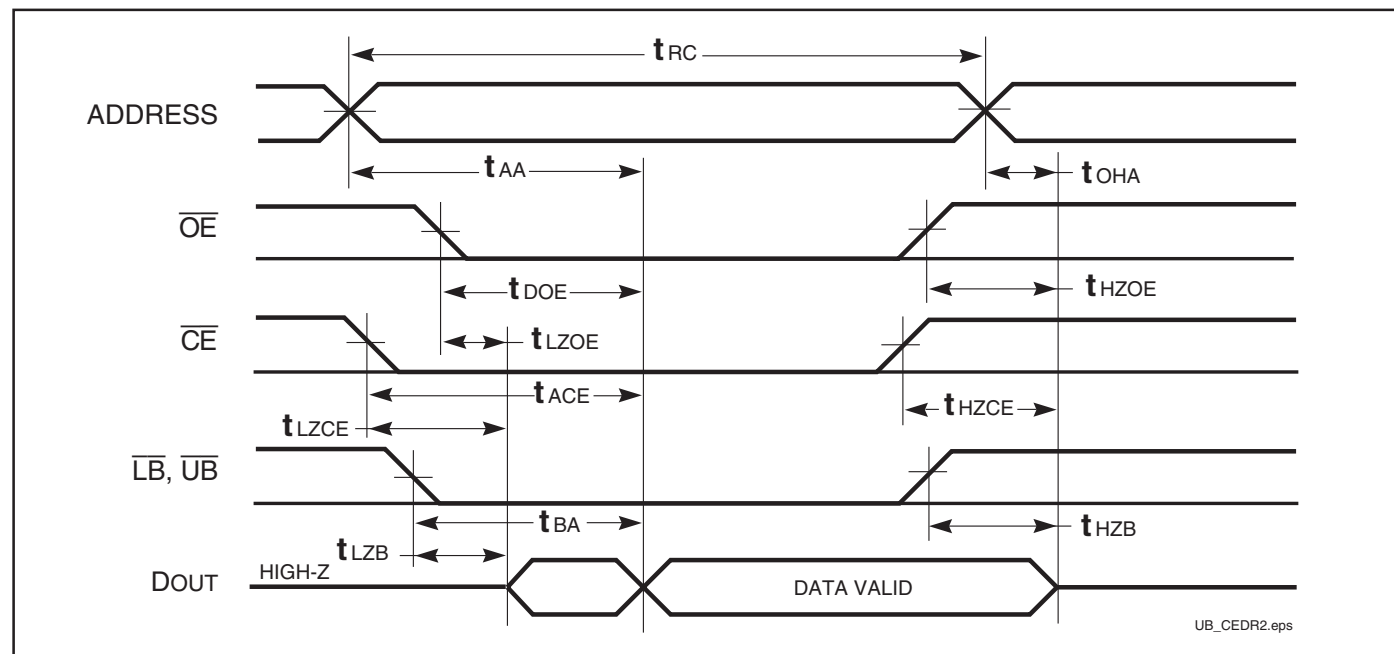 tRC
ADDRESS
tAA
tOHA
OE
tDOE
tHZOE
CE
tLZOE
tACE
tHZCE
tLZCE
LB, UB
tBA
tHZB
tLZB
DOUT
HIGH-Z
DATA VALID
UB_CEDR2.eps